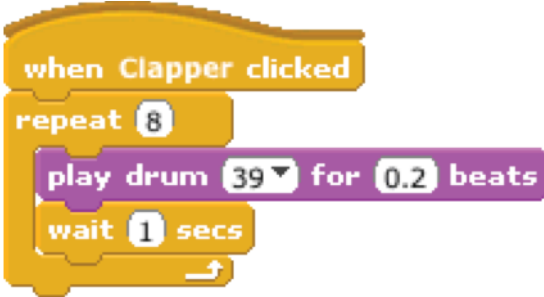 when Clapper clicked
repeat 8
play drum 39 for 0.2 beats
wait 1 secs